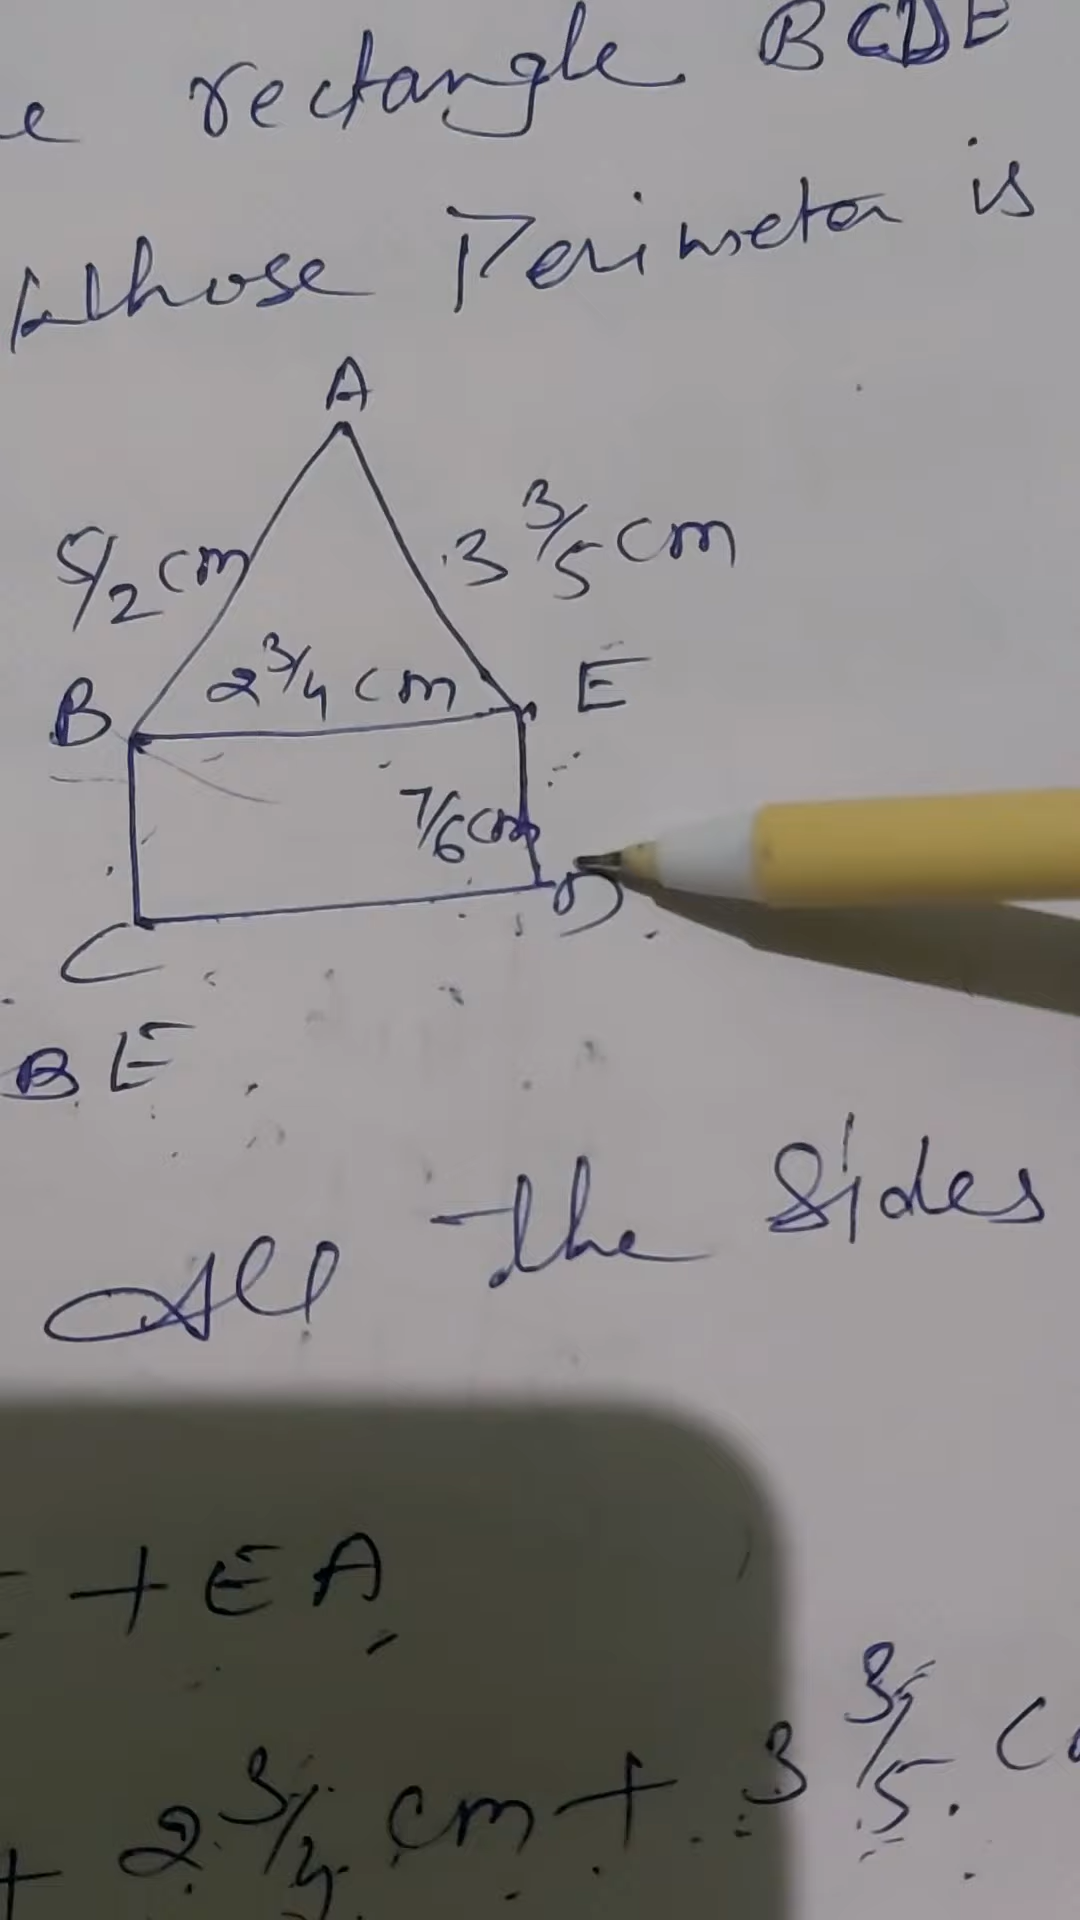 e rectangle BCDE
Whose Perimeter is
A
5/2 cm
3 3/5 cm
2 3/4 cm
B
E
7/6 cm
D
C
BE
All the Sides
+ EA
+ 2 3/4 cm + 3 3/5 c